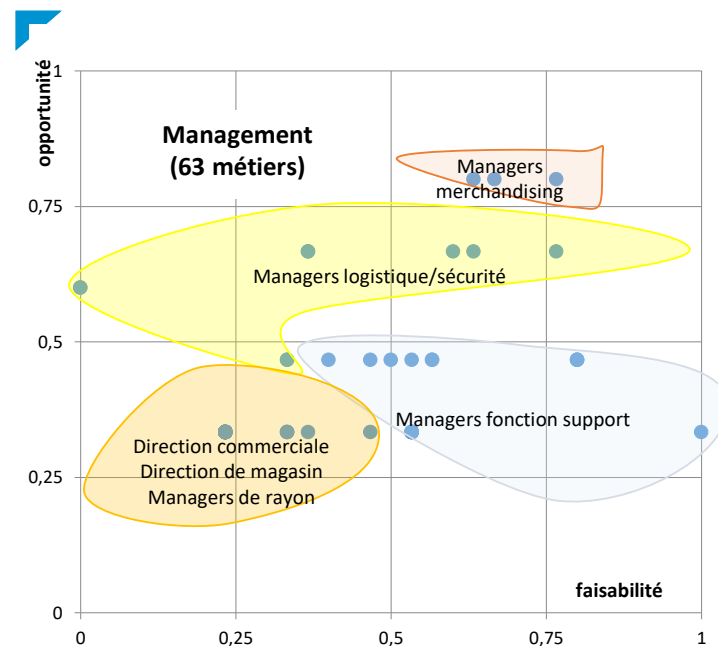 opportunité
1
Management
(63 métiers)
Managers
merchandising
0,75
Managers logistique/sécurité
0,5
Managers fonction support
Direction commerciale
Direction de magasin
Managers de rayon
0,25
faisabilité
0
0
0,25
0,5
0,75
1